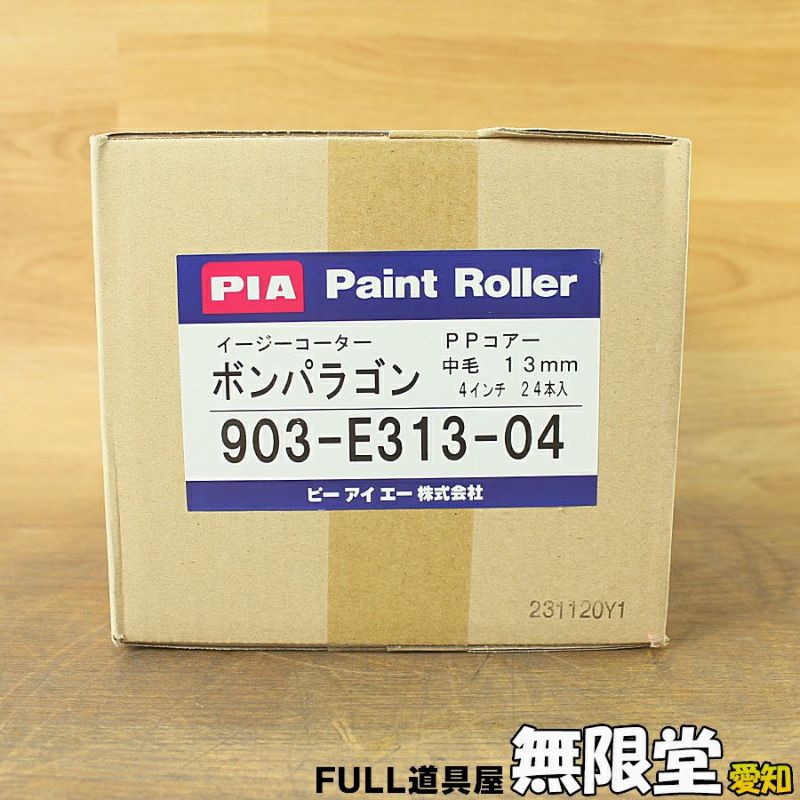 PIA Paint Roller
イージーコーター ＰＰコアー
ボンパラゴン 中毛 １３mm
4インチ ２４本入
903-E313-04
ピー アイ エー 株式会社
231120Y1
FULL道具屋 無限堂 愛知